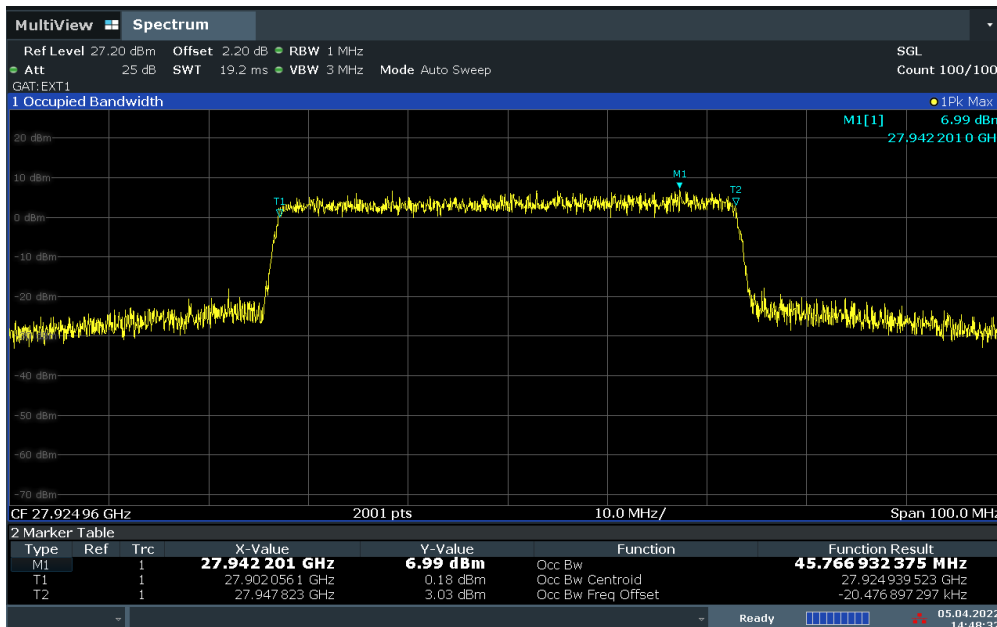 MultiView Spectrum
Ref Level 27.20 dBm Offset 2.20 dB RBW 1 MHz SGL
Att 25 dB SWT 19.2 ms VBW 3 MHz Mode Auto Sweep Count 100/100
GAT:EXT1
1 Occupied Bandwidth 1Pk Max
M1[1] 6.99 dBm
27.942 201 0 GH
20 dBm
10 dBm
M1
T2
T1
0 dBm
-10 dBm
-20 dBm
-40 dBm
-50 dBm
-60 dBm
-70 dBm
CF 27.924 96 GHz 2001 pts 10.0 MHz/ Span 100.0 MHz
2 Marker Table
Type Ref Trc X-Value Y-Value Function Function Result
M1 1 27.942 201 GHz 6.99 dBm Occ Bw 45.766 932 375 MHz
T1 1 27.902 056 1 GHz 0.18 dBm Occ Bw Centroid 27.924 939 523 GHz
T2 1 27.947 823 GHz 3.03 dBm Occ Bw Freq Offset -20.476 897 297 kHz
Ready 05.04.2022
14:48:32